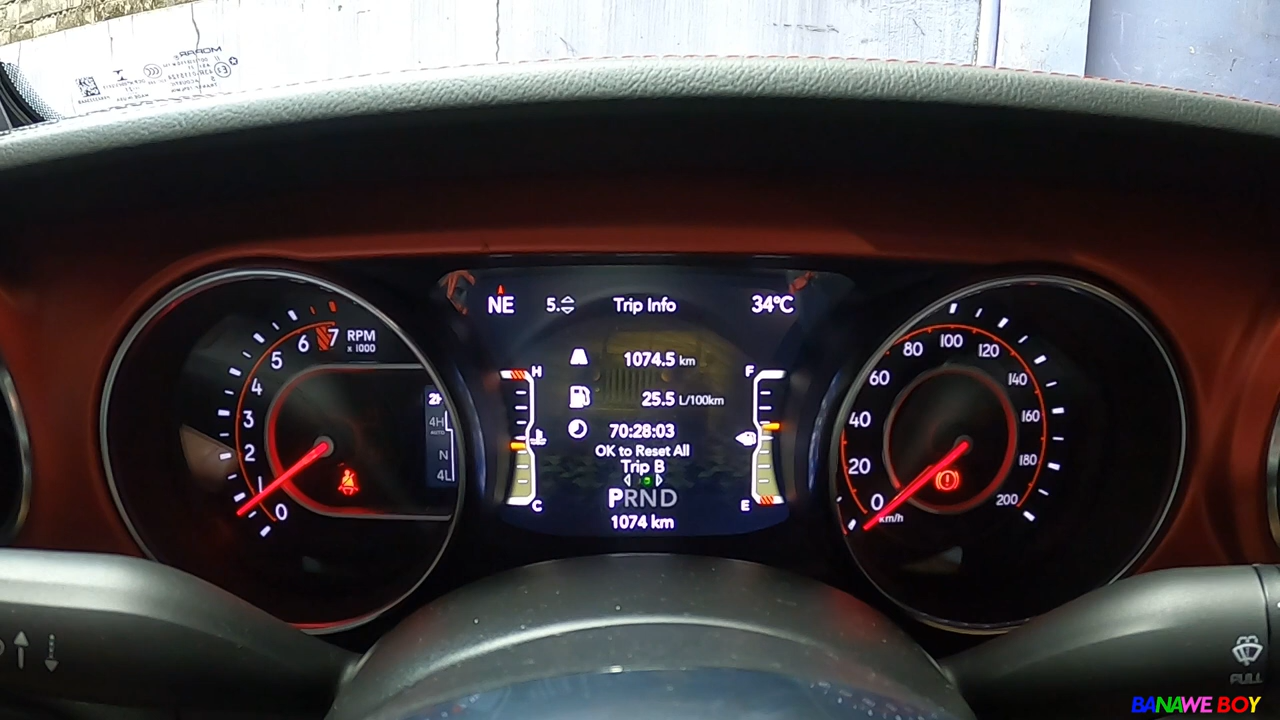 NE 5. Trip Info 34°C
1074.5 km
25.5 L/100km
70:28:03
OK to Reset All
Trip B
PRND
1074 km
H
C
F
E
RPM
x 1000
0
1
2
3
4
5
6
7
4H
AUTO
N
4L
0
20
40
60
80
100
120
140
160
180
200
km/h
PULL
BANAWE BOY